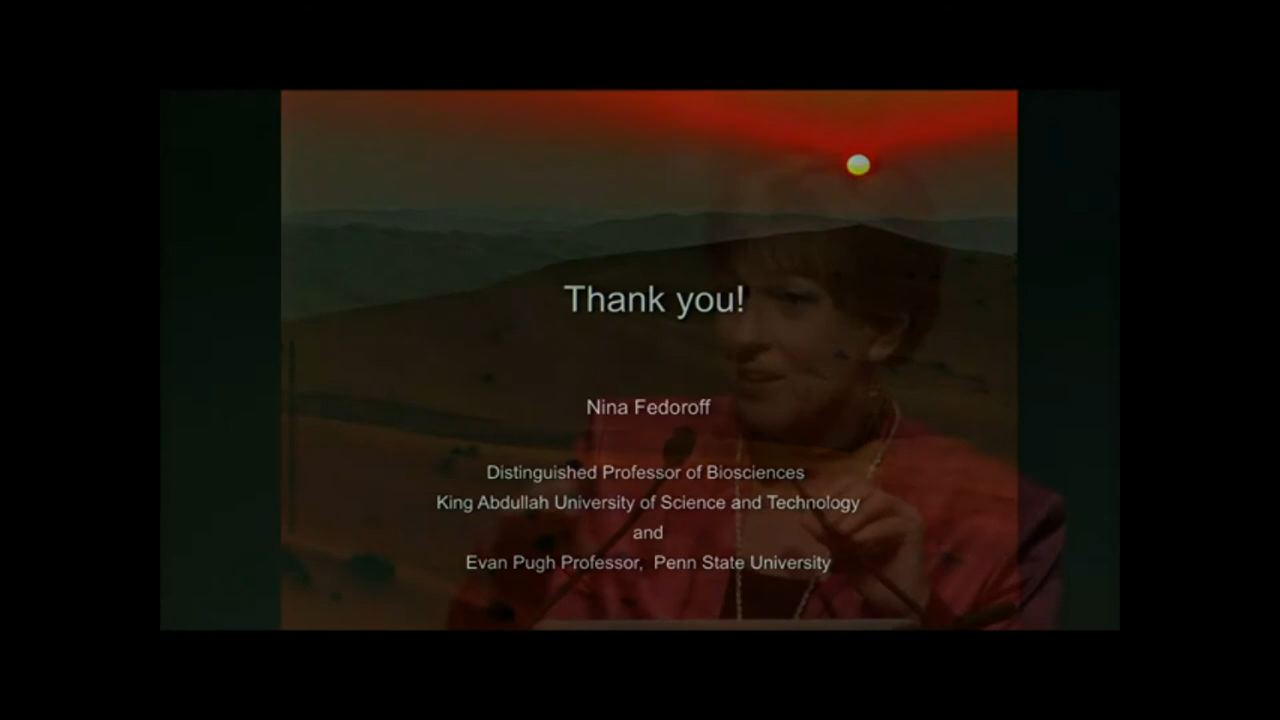 Thank you!
Nina Fedoroff
Distinguished Professor of Biosciences
King Abdullah University of Science and Technology
and
Evan Pugh Professor, Penn State University